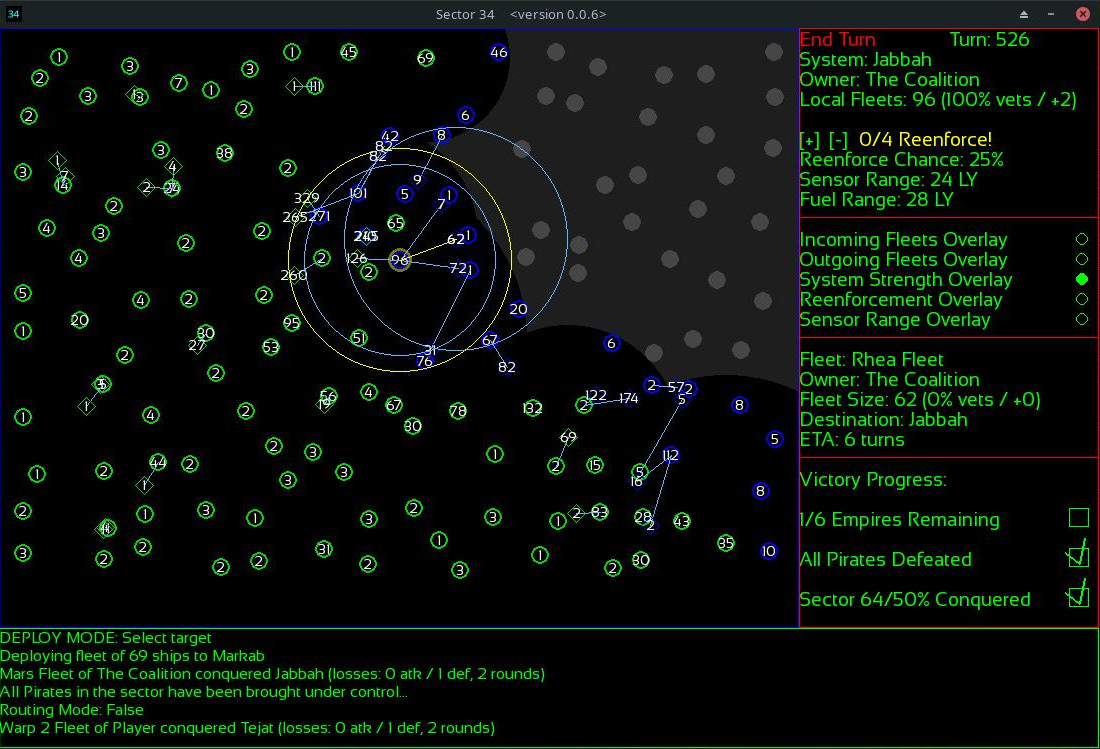 34 Sector 34 <version 0.0.6>
End Turn Turn: 526
System: Jabbah
Owner: The Coalition
Local Fleets: 96 (100% vets / +2)
[+] [-] 0/4 Reenforce!
Reenforce Chance: 25%
Sensor Range: 24 LY
Fuel Range: 28 LY
Incoming Fleets Overlay
Outgoing Fleets Overlay
System Strength Overlay
Reenforcement Overlay
Sensor Range Overlay
Fleet: Rhea Fleet
Owner: The Coalition
Fleet Size: 62 (0% vets / +0)
Destination: Jabbah
ETA: 6 turns
Victory Progress:
1/6 Empires Remaining
All Pirates Defeated
Sector 64/50% Conquered
1 1 45 69 46
2 3 3
3 7 1 1 111
2 2 6
42 8
82
1 3 38 82
3 7 4 2 9
14 2 101 5 1
2 329 7
265 271
4 3 2 65
2 62 1
4 2 126 96
2 72 1
260
5 4 2 2
20 95 20
1 30 51 67 6
27 53 31
2 76 82
2 2 57 2
1 56 4 122 174 5
1 4 2 67 78 132 2 8
30
2 3 69 5
1 112
44 2 2 15 5
1 2 3 3 16
1 8
2 1 3 2 2 83
1 3 3 1 28 43
2
1 35
3 2 2 31 1 10
2 2 2 3 2 30
DEPLOY MODE: Select target
Deploying fleet of 69 ships to Markab
Mars Fleet of The Coalition conquered Jabbah (losses: 0 atk / 1 def, 2 rounds)
All Pirates in the sector have been brought under control...
Routing Mode: False
Warp 2 Fleet of Player conquered Tejat (losses: 0 atk / 1 def, 2 rounds)